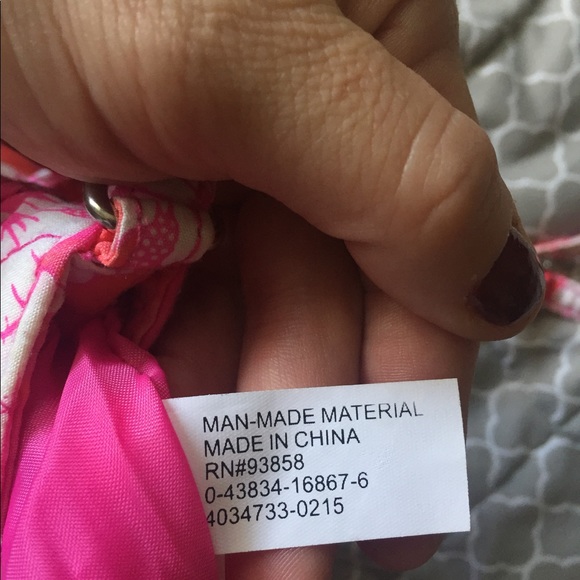 MAN-MADE MATERIAL
MADE IN CHINA
RN#93858
0-43834-16867-6
4034733-0215